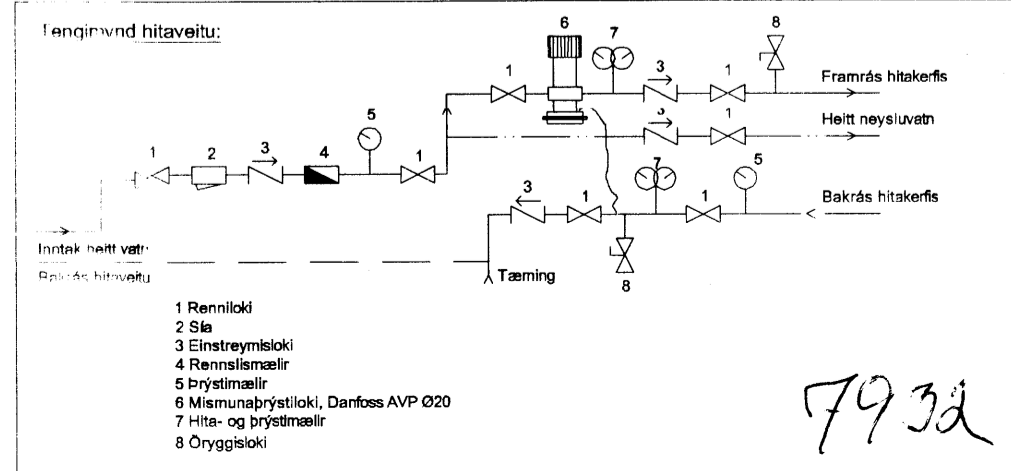 Tengimynd hitaveitu:
6
7
8
1
3
1
Framrás hitakerfis
5
3
1
Heitt neysluvatn
1
2
3
4
1
7
5
3
1
1
Bakrás hitakerfis
Inntak heitt vatn
Bakrás hitaveitu
Tæming
8
1 Renniloki
2 Sía
3 Einstreymisloki
4 Rennslismælir
5 Þrýstimælir
6 Mismunaþrýstiloki, Danfoss AVP Ø20
7 Hita- og þrýstimælir
8 Öryggisloki
7932